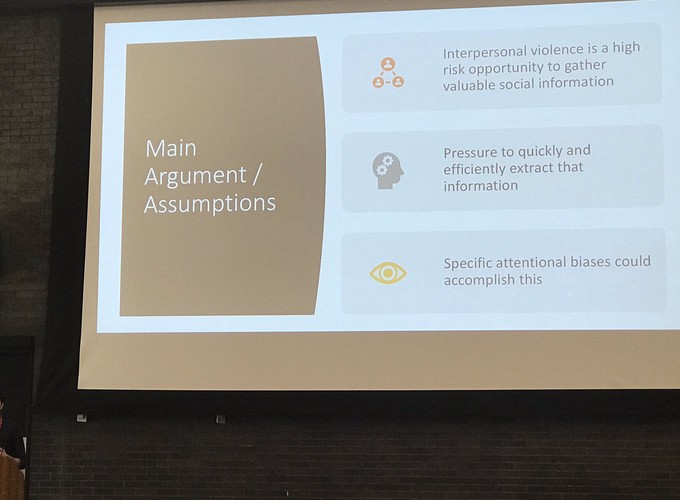 Main
Argument /
Assumptions
Interpersonal violence is a high
risk opportunity to gather
valuable social information
Pressure to quickly and
efficiently extract that
information
Specific attentional biases could
accomplish this